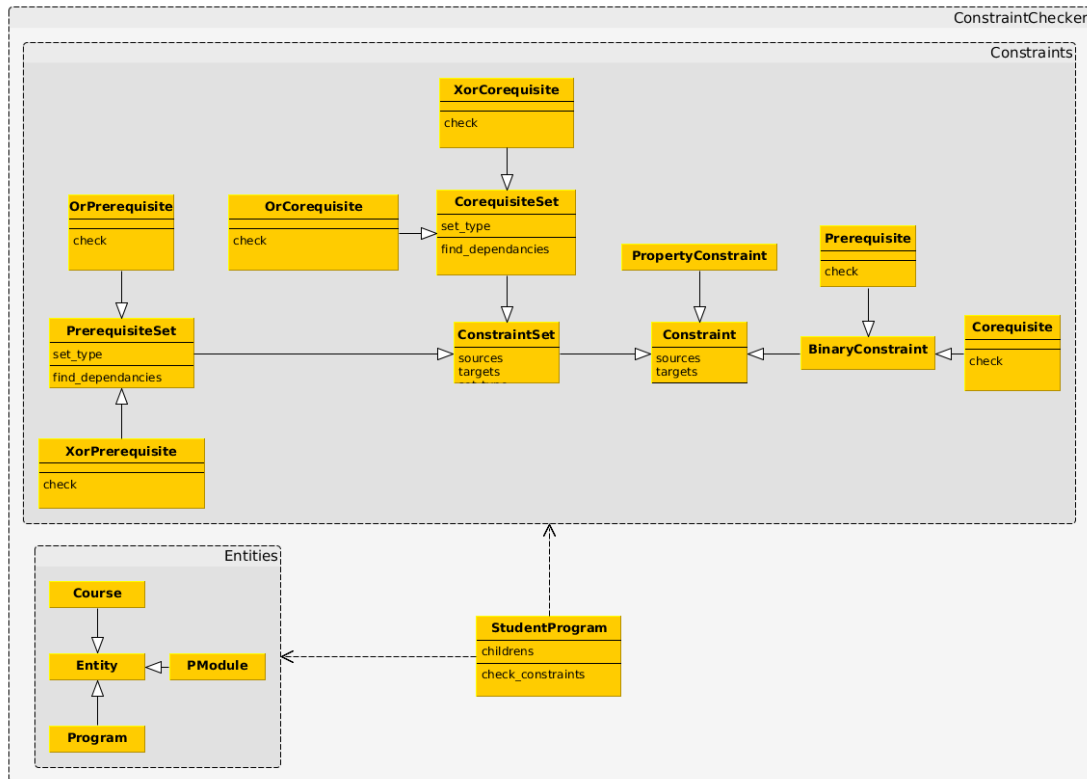 ConstraintChecker
Constraints
XorCorequisite
check
OrPrerequisite
check
OrCorequisite
check
CorequisiteSet
set_type
find_dependancies
PropertyConstraint
Prerequisite
check
PrerequisiteSet
set_type
find_dependancies
ConstraintSet
sources
targets
Constraint
sources
targets
BinaryConstraint
Corequisite
check
XorPrerequisite
check
Entities
Course
Entity
PModule
Program
StudentProgram
childrens
check_constraints